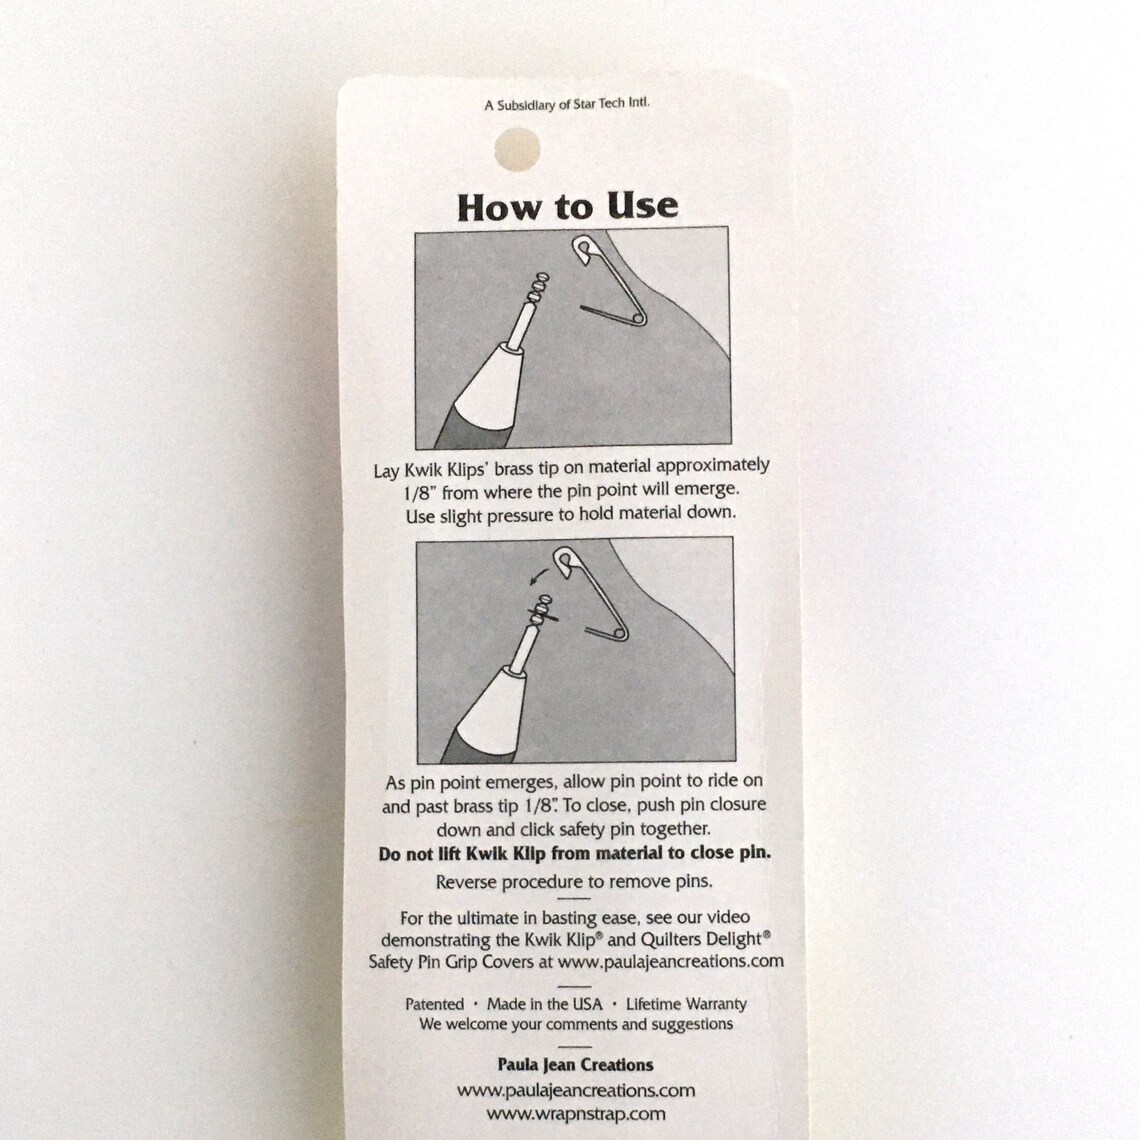 A Subsidiary of Star Tech Intl.
How to Use
Lay Kwik Klips' brass tip on material approximately
1/8" from where the pin point will emerge.
Use slight pressure to hold material down.
As pin point emerges, allow pin point to ride on
and past brass tip 1/8". To close, push pin closure
down and click safety pin together.
Do not lift Kwik Klip from material to close pin.
Reverse procedure to remove pins.
For the ultimate in basting ease, see our video
demonstrating the Kwik Klip® and Quilters Delight®
Safety Pin Grip Covers at www.paulajeancreations.com
Patented · Made in the USA · Lifetime Warranty
We welcome your comments and suggestions
Paula Jean Creations
www.paulajeancreations.com
www.wrapnstrap.com